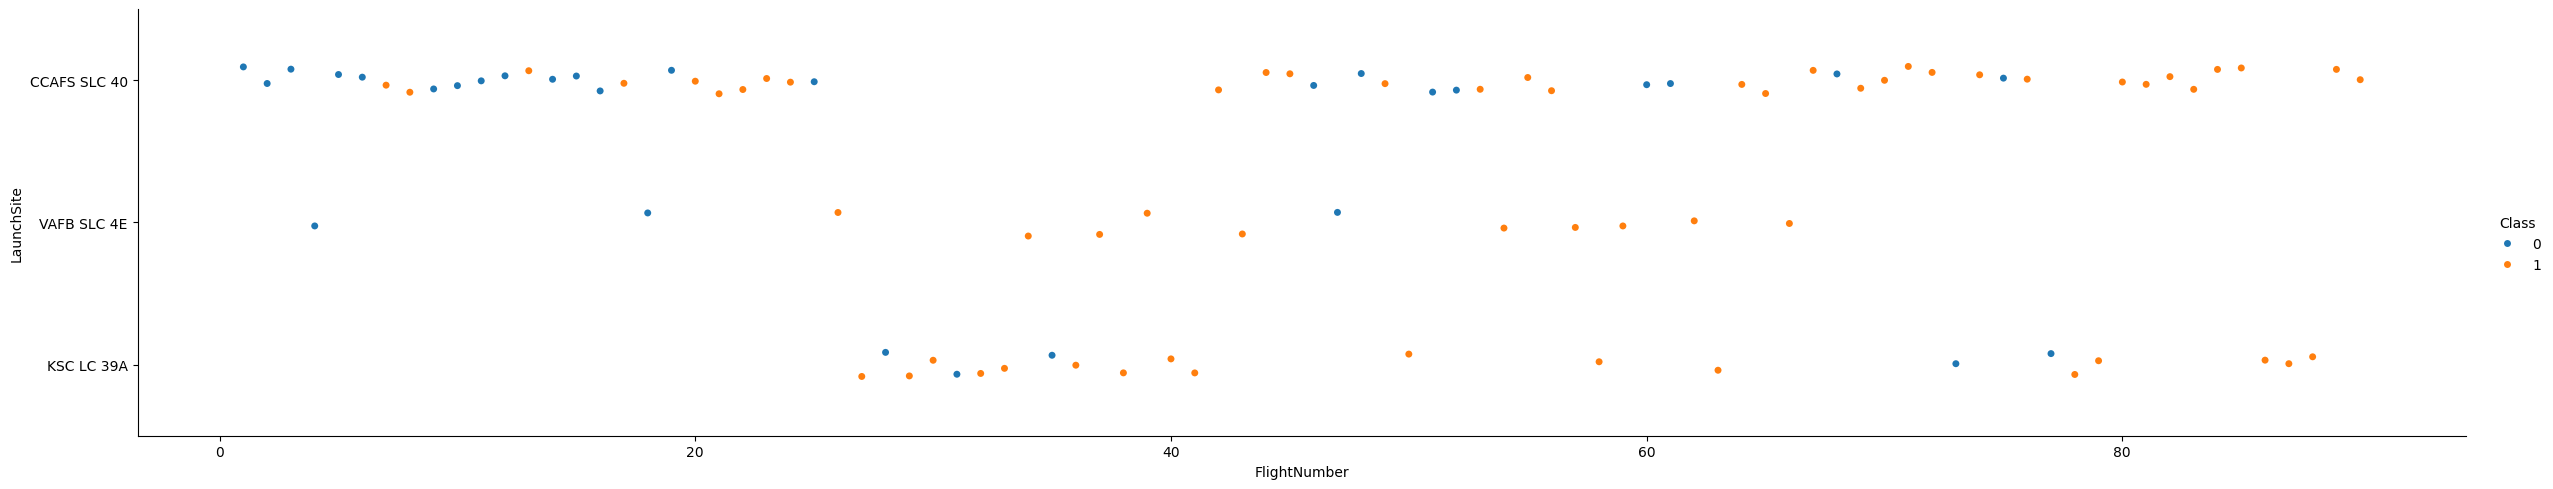 CCAFS SLC 40
VAFB SLC 4E
KSC LC 39A
LaunchSite
0
20
40
60
80
FlightNumber
Class
0
1